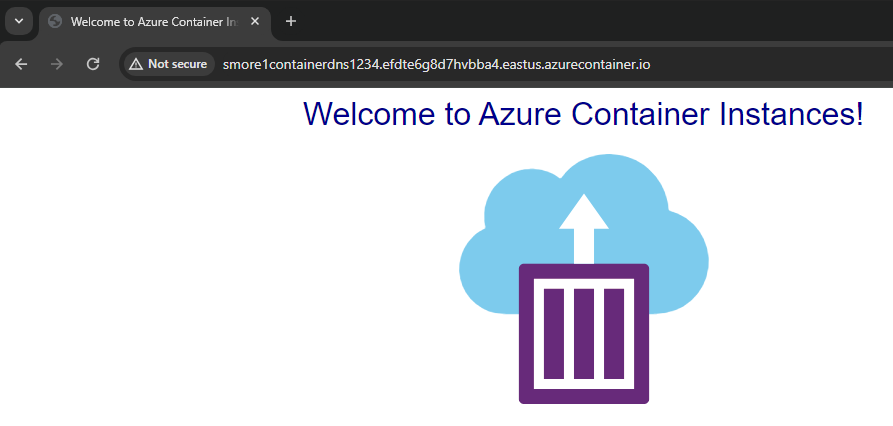 Welcome to Azure Container In
Not secure
smore1containerdns1234.efdte6g8d7hvbba4.eastus.azurecontainer.io
Welcome to Azure Container Instances!